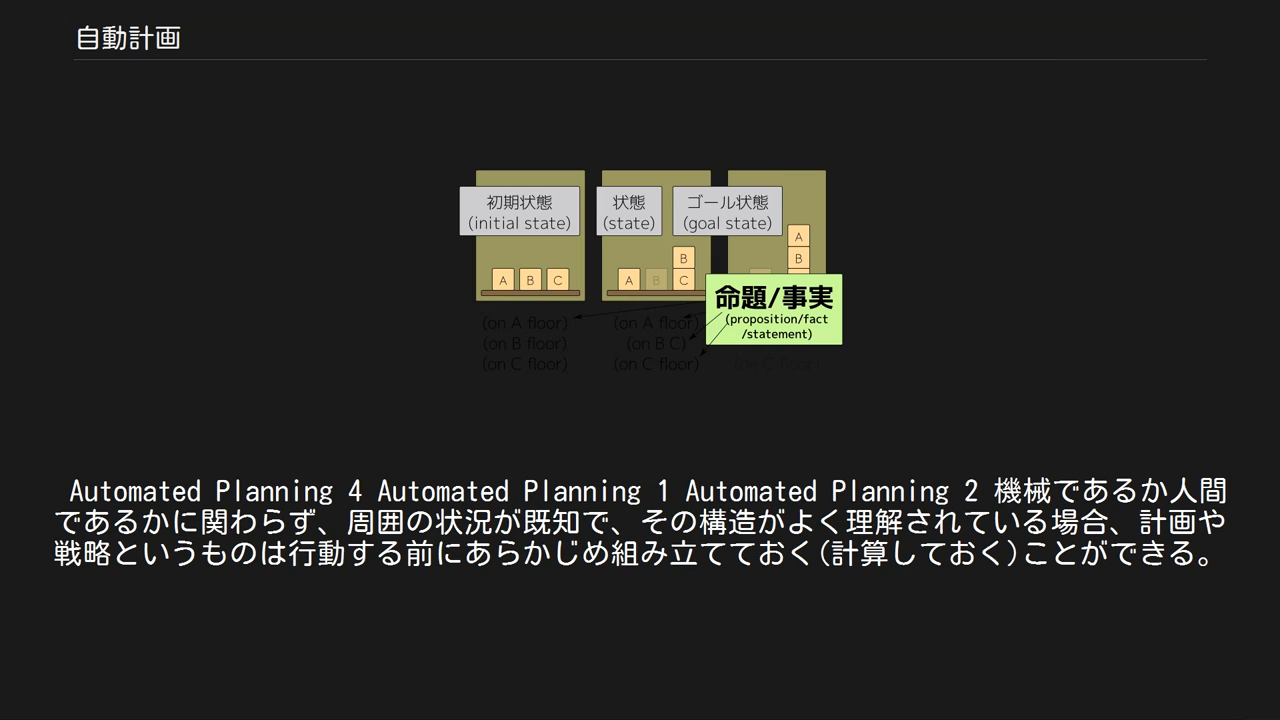 自動計画
初期状態
(initial state)
状態
(state)
ゴール状態
(goal state)
A
B
B
A B C
A B C
命題/事実
(proposition/fact
/statement)
(on A floor)
(on B floor)
(on C floor)
(on A floor)
(on B C)
(on C floor)
(on C floor)
Automated Planning 4 Automated Planning 1 Automated Planning 2 機械であるか人間
であるかに関わらず、周囲の状況が既知で、その構造がよく理解されている場合、計画や
戦略というものは行動する前にあらかじめ組み立てておく(計算しておく)ことができる。